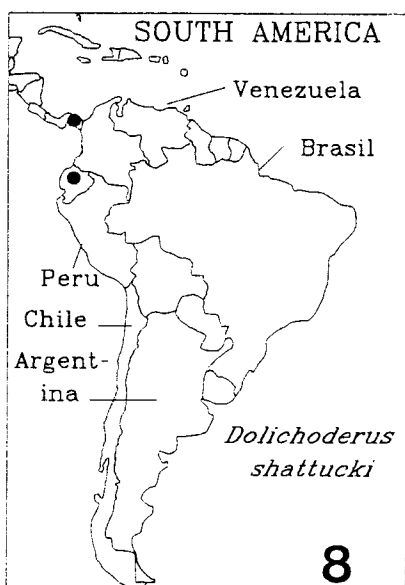 SOUTH AMERICA
Venezuela
Brasil
Peru
Chile
Argent-
ina
Dolichoderus
shattucki
8